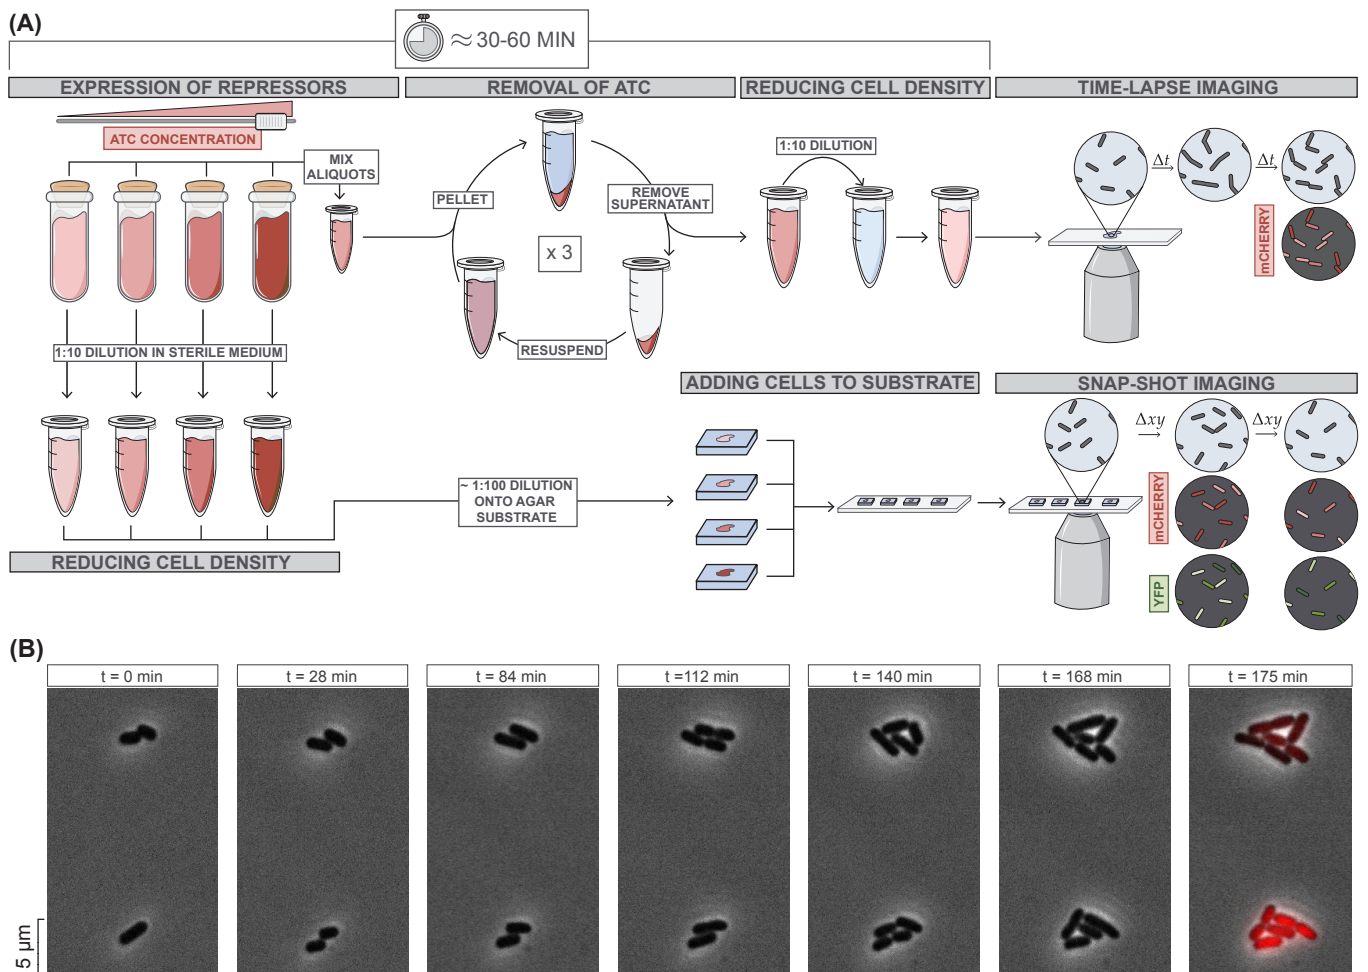 (A)
≈ 30-60 MIN
EXPRESSION OF REPRESSORS
REMOVAL OF ATC
REDUCING CELL DENSITY
TIME-LAPSE IMAGING
ATC CONCENTRATION
MIX
ALIQUOTS
PELLET
REMOVE
SUPERNATANT
x 3
RESUSPEND
1:10 DILUTION
Δt
Δt
mCHERRY
1:10 DILUTION IN STERILE MEDIUM
REDUCING CELL DENSITY
~ 1:100 DILUTION
ONTO AGAR
SUBSTRATE
ADDING CELLS TO SUBSTRATE
SNAP-SHOT IMAGING
Δxy
Δxy
mCHERRY
YFP
(B)
t = 0 min
t = 28 min
t = 84 min
t =112 min
t = 140 min
t = 168 min
t = 175 min
5 μm